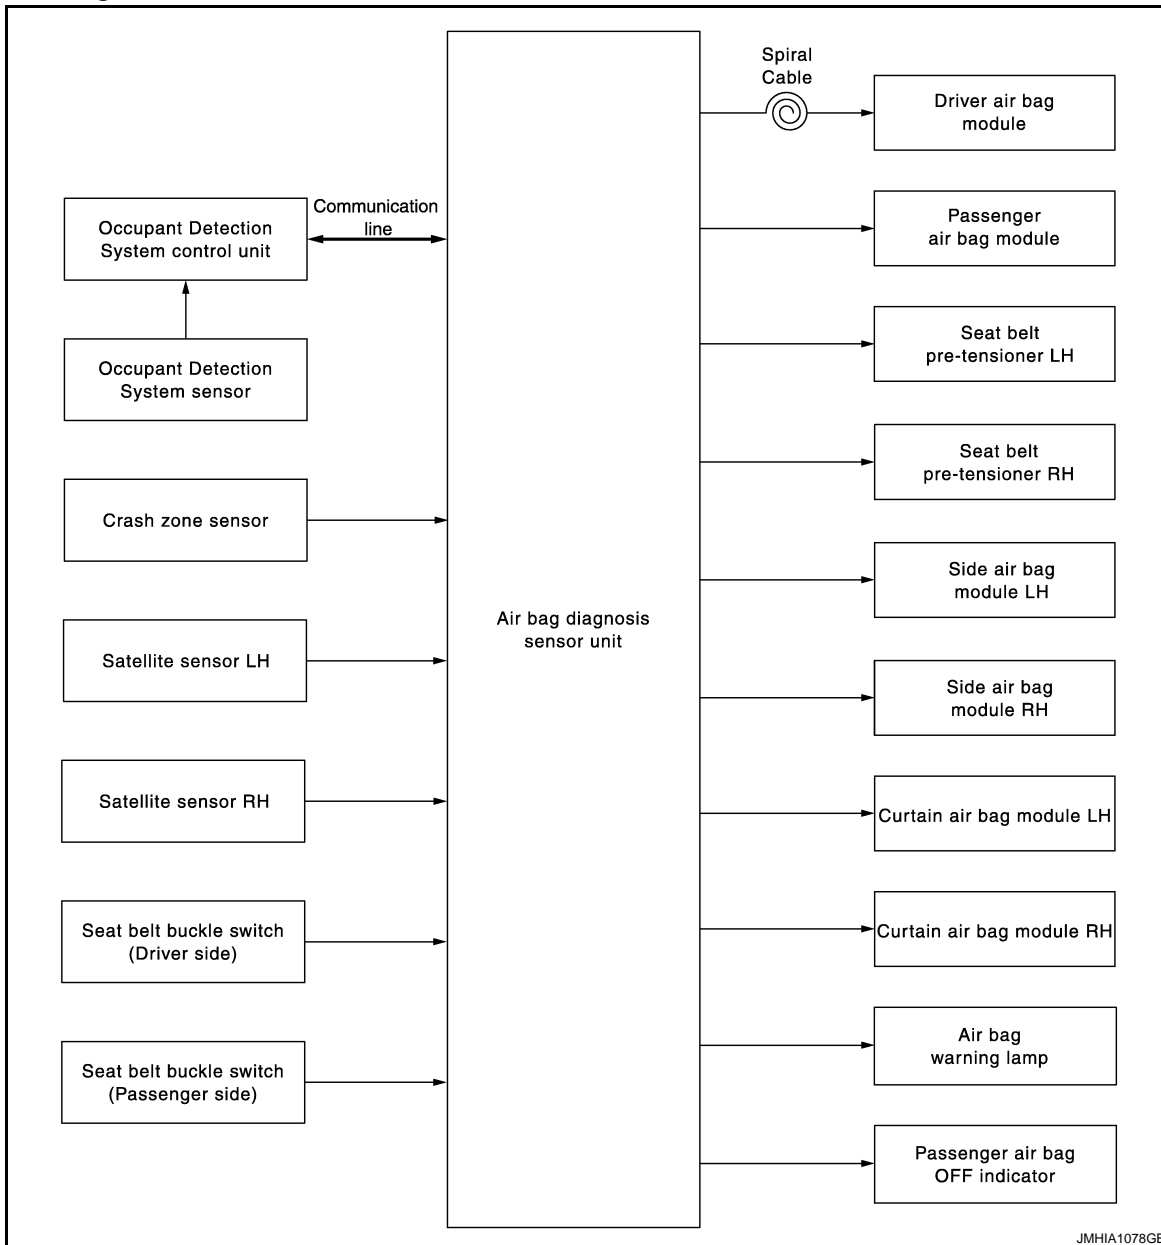 Spiral
Cable
Driver air bag
module
Communication
line
Occupant Detection
System control unit
Passenger
air bag module
Occupant Detection
System sensor
Seat belt
pre-tensioner LH
Crash zone sensor
Seat belt
pre-tensioner RH
Air bag diagnosis
sensor unit
Side air bag
module LH
Satellite sensor LH
Side air bag
module RH
Satellite sensor RH
Curtain air bag module LH
Seat belt buckle switch
(Driver side)
Curtain air bag module RH
Seat belt buckle switch
(Passenger side)
Air bag
warning lamp
Passenger air bag
OFF indicator